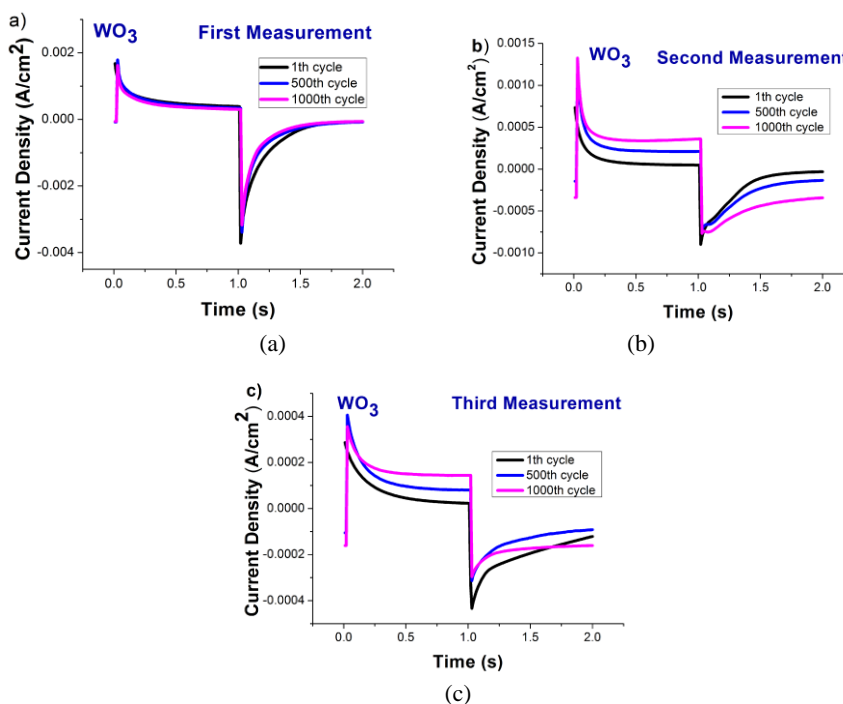 a)
WO3 First Measurement
1th cycle
500th cycle
1000th cycle
Current Density (A/cm2)
0.002
0.000
-0.002
-0.004
0.0 0.5 1.0 1.5 2.0
Time (s)
(a)
b)
WO3 Second Measurement
1th cycle
500th cycle
1000th cycle
Current Density (A/cm2)
0.0015
0.0010
0.0005
0.0000
-0.0005
-0.0010
0.0 0.5 1.0 1.5 2.0
Time (s)
(b)
c)
WO3 Third Measurement
1th cycle
500th cycle
1000th cycle
Current Density (A/cm2)
0.0004
0.0002
0.0000
-0.0002
-0.0004
0.0 0.5 1.0 1.5 2.0
Time (s)
(c)